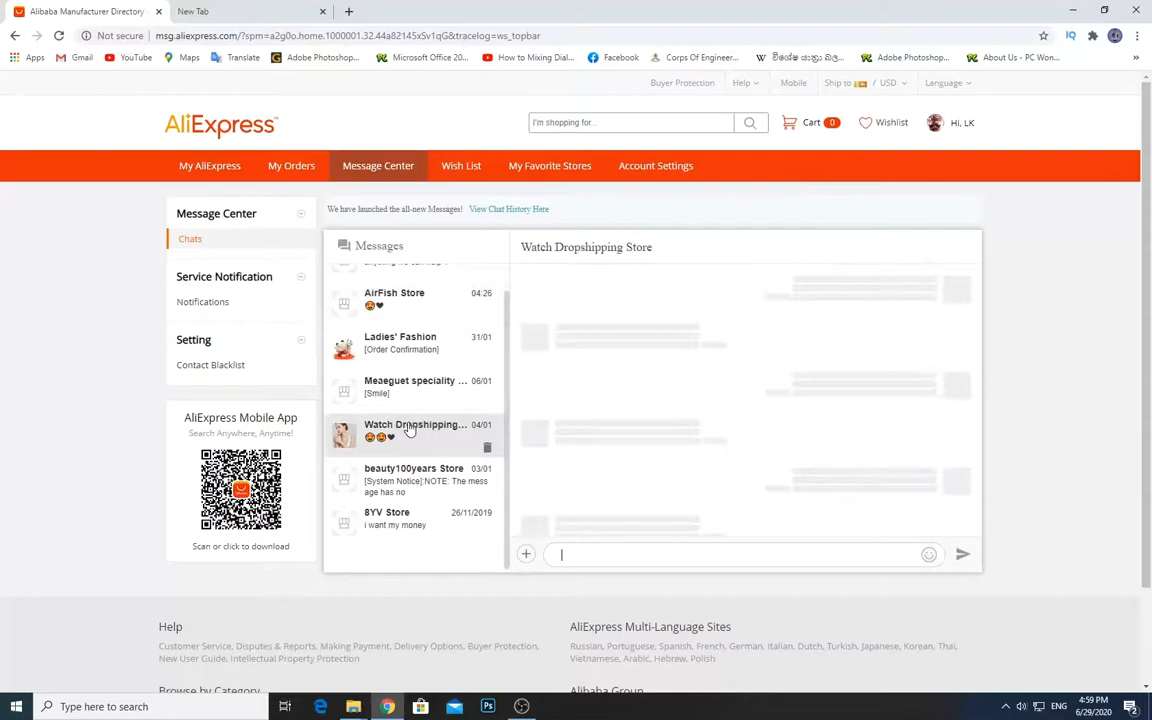 Alibaba Manufacturer Directory -
New Tab
Not secure | msg.aliexpress.com/?spm=a2g0o.home.1000001.32.44a82145xSv1qG&tracelog=ws_topbar
Apps
Gmail
YouTube
Maps
Translate
Adobe Photoshop...
Microsoft Office 20...
How to Mixing Dial...
Facebook
Corps Of Engineer...
විශේෂ යාත්‍රා බල...
Adobe Photoshop...
About Us - PC Won...
»
Buyer Protection
Help
Mobile
Ship to / USD
Language
AliExpress
I'm shopping for...
Cart 0
Wishlist
Hi, LK
My AliExpress
My Orders
Message Center
Wish List
My Favorite Stores
Account Settings
Message Center
Chats
Service Notification
Notifications
Setting
Contact Blacklist
AliExpress Mobile App
Search Anywhere, Anytime!
Scan or click to download
We have launched the all-new Messages! View Chat History Here
Messages
AirFish Store 04:26
🤩❤
Ladies' Fashion 31/01
[Order Confirmation]
Meaeguet speciality ... 06/01
[Smile]
Watch Dropshipping... 04/01
🤩🤩❤
beauty100years Store 03/01
[System Notice]:NOTE: The mess
age has no
8YV Store 26/11/2019
i want my money
Watch Dropshipping Store
Help
Customer Service, Disputes & Reports, Making Payment, Delivery Options, Buyer Protection,
New User Guide, Intellectual Property Protection
Browse by Category
AliExpress Multi-Language Sites
Russian, Portuguese, Spanish, French, German, Italian, Dutch, Turkish, Japanese, Korean, Thai,
Vietnamese, Arabic, Hebrew, Polish
Alibaba Group
Type here to search
ENG
4:59 PM
6/29/2020
2